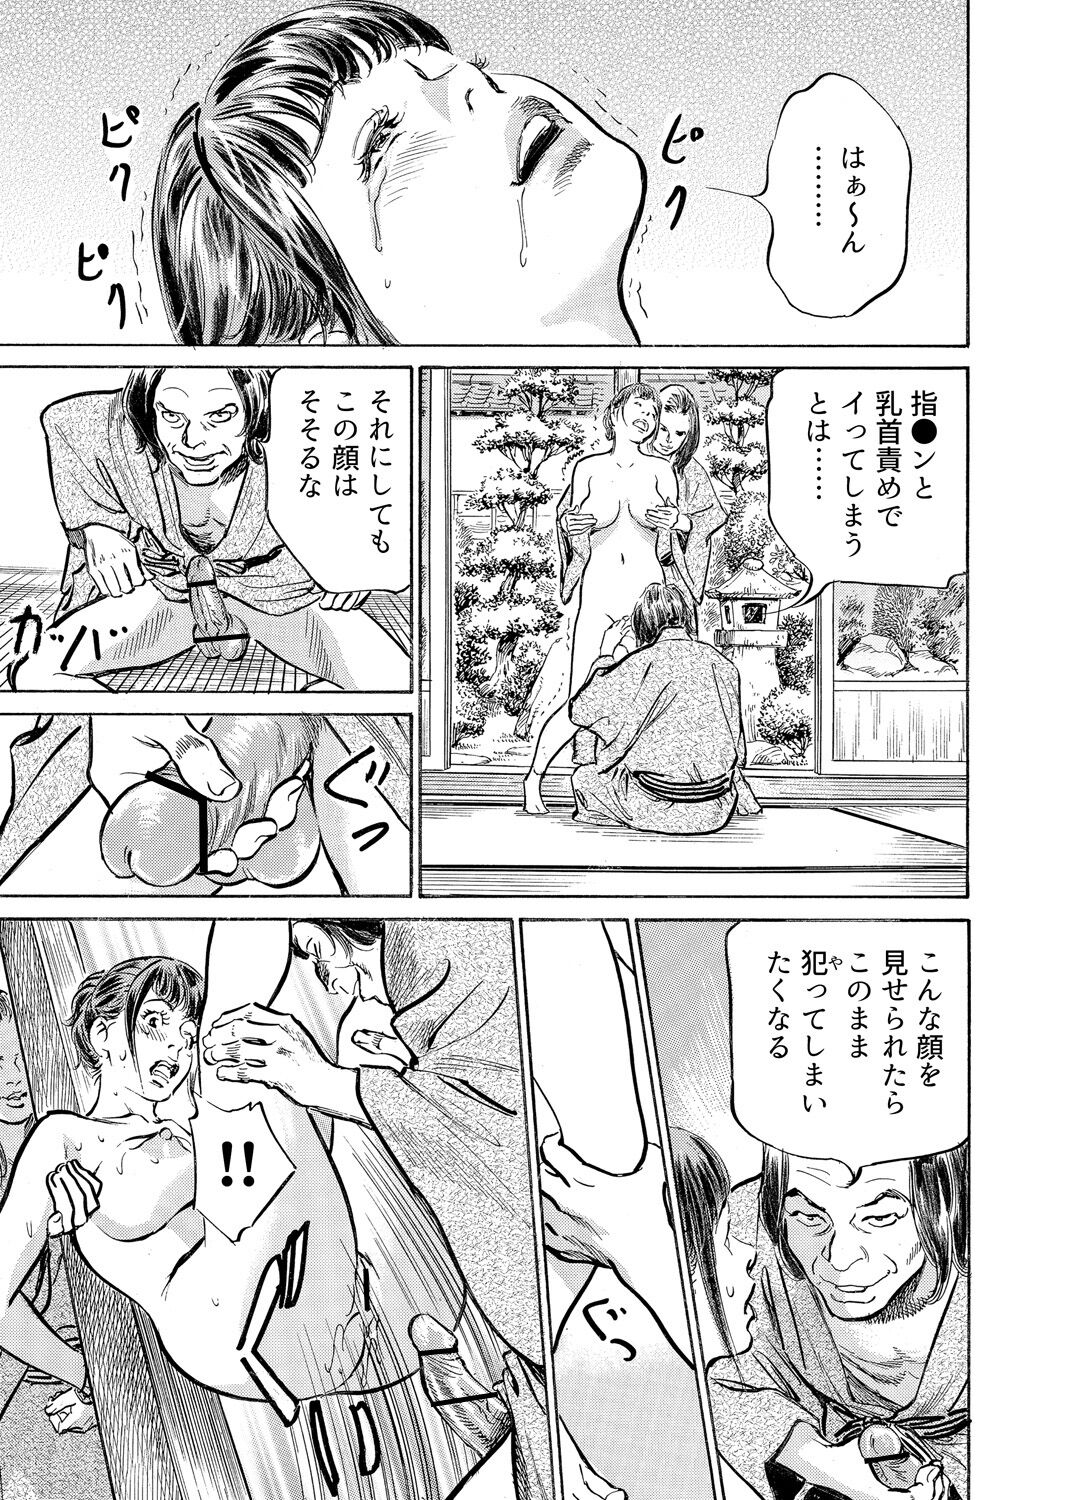 はぁ～ん
………
ピク
ピク
ピク
指●ンと
乳首責めで
イってしまう
とは……
それにしても
この顔は
そそるな
ガバ
ぐっ
こんな顔を
見せられたら
このまま
犯ってしまい
や
たくなる
ぐっ
!!